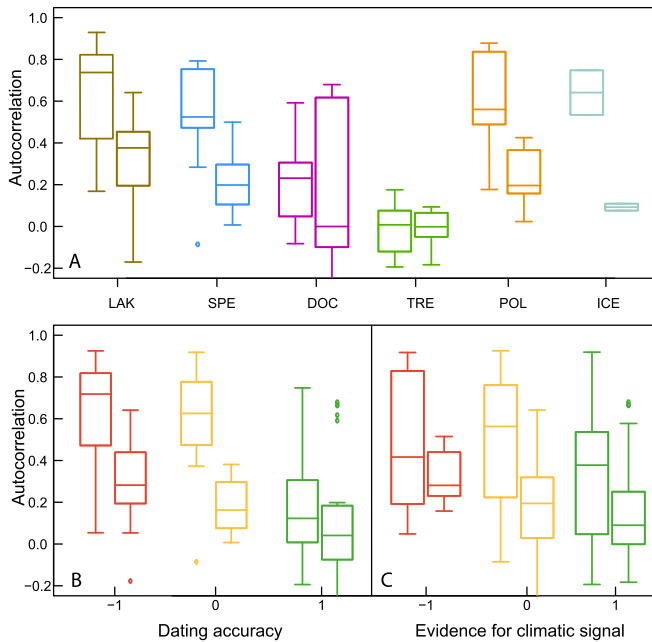 1.0
0.8
0.6
0.4
0.2
0.0
−0.2
Autocorrelation
A
LAK SPE DOC TRE POL ICE
1.0
0.8
0.6
0.4
0.2
0.0
−0.2
Autocorrelation
B C
−1 0 1 −1 0 1
Dating accuracy Evidence for climatic signal